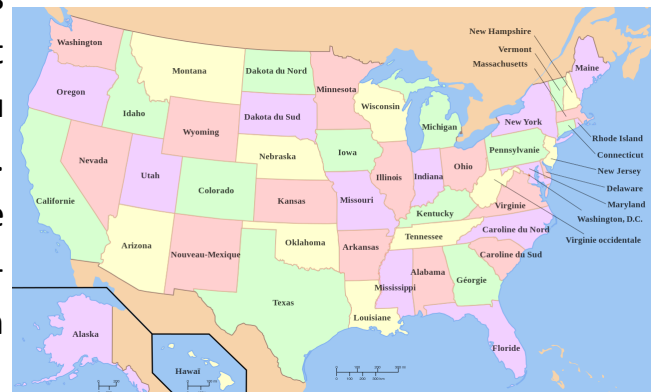 New Hampshire
Vermont
Massachusetts
Washington
Montana
Dakota du Nord
Minnesota
Maine
Oregon
Idaho
Wisconsin
Michigan
New York
Dakota du Sud
Wyoming
Rhode Island
Connecticut
Pennsylvanie
Nebraska
Iowa
Nevada
Utah
Colorado
Illinois
Indiana
Ohio
New Jersey
Delaware
Maryland
Californie
Kansas
Missouri
Kentucky
Virginie
Washington, D.C.
Caroline du Nord
Virginie occidentale
Arizona
Nouveau-Mexique
Oklahoma
Arkansas
Tennessee
Caroline du Sud
Texas
Mississippi
Alabama
Géorgie
Louisiane
Alaska
Floride
Hawaï